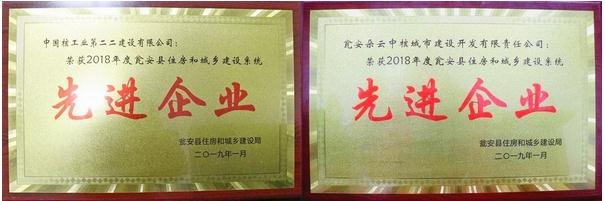 中国核工业第二二建设有限公司：
荣获2018年度瓮安县住房和城乡建设系统
先进企业
瓮安县住房和城乡建设局
二〇一九年一月
瓮安朵云中核城市建设开发有限责任公司：
荣获2018年度瓮安县住房和城乡建设系统
先进企业
瓮安县住房和城乡建设局
二〇一九年一月